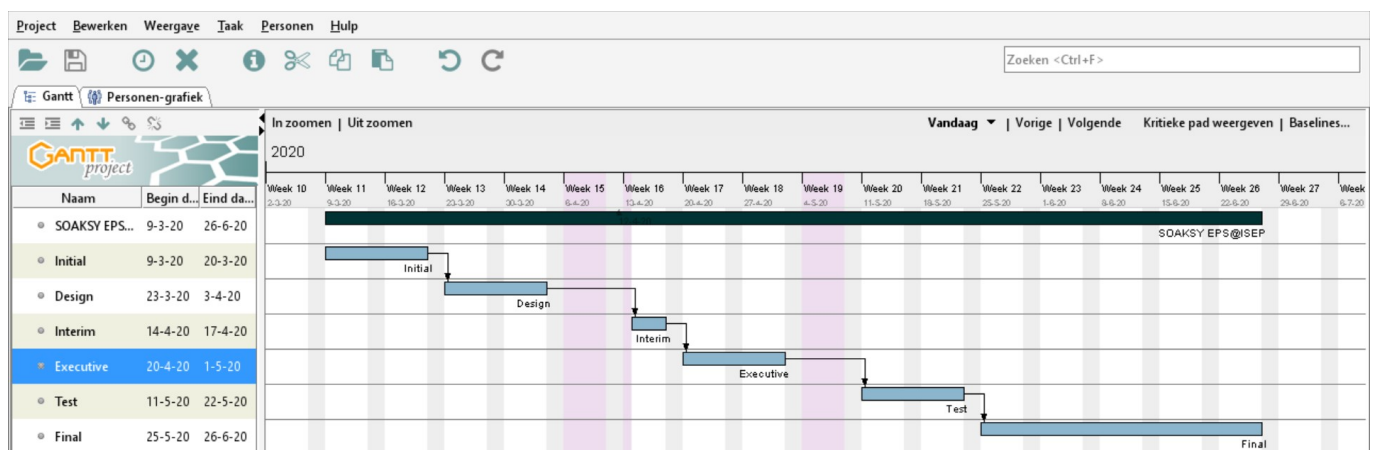 Project Bewerken Weergave Taak Personen Hulp
Zoeken <Ctrl+F>
Gantt Personen-grafiek
In zoomen | Uit zoomen Vandaag ▼ | Vorige | Volgende Kritieke pad weergeven | Baselines...
GANTT project
2020
Week 10 Week 11 Week 12 Week 13 Week 14 Week 15 Week 16 Week 17 Week 18 Week 19 Week 20 Week 21 Week 22 Week 23 Week 24 Week 25 Week 26 Week 27 Week
2-3-20 9-3-20 16-3-20 23-3-20 30-3-20 6-4-20 13-4-20 20-4-20 27-4-20 4-5-20 11-5-20 18-5-20 25-5-20 1-6-20 8-6-20 15-6-20 22-6-20 29-6-20 6-7-20
Naam Begin d... Eind da...
SOAKSY EPS... 9-3-20 26-6-20
SOAKSY EPS@ISEP
Initial 9-3-20 20-3-20
Initial
Design 23-3-20 3-4-20
Design
Interim 14-4-20 17-4-20
Interim
Executive 20-4-20 1-5-20
Executive
Test 11-5-20 22-5-20
Test
Final 25-5-20 26-6-20
Final